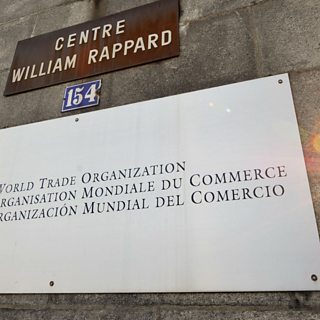 CENTRE
WILLIAM RAPPARD
154
WORLD TRADE ORGANIZATION
ORGANISATION MONDIALE DU COMMERCE
ORGANIZACIÓN MUNDIAL DEL COMERCIO